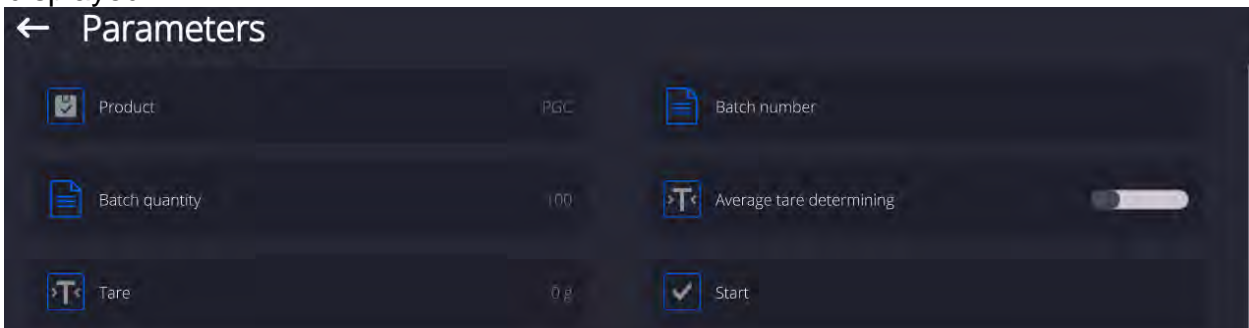 Parameters
Product PGC Batch number
Batch quantity 100 Average tare determining
Tare 0 g Start